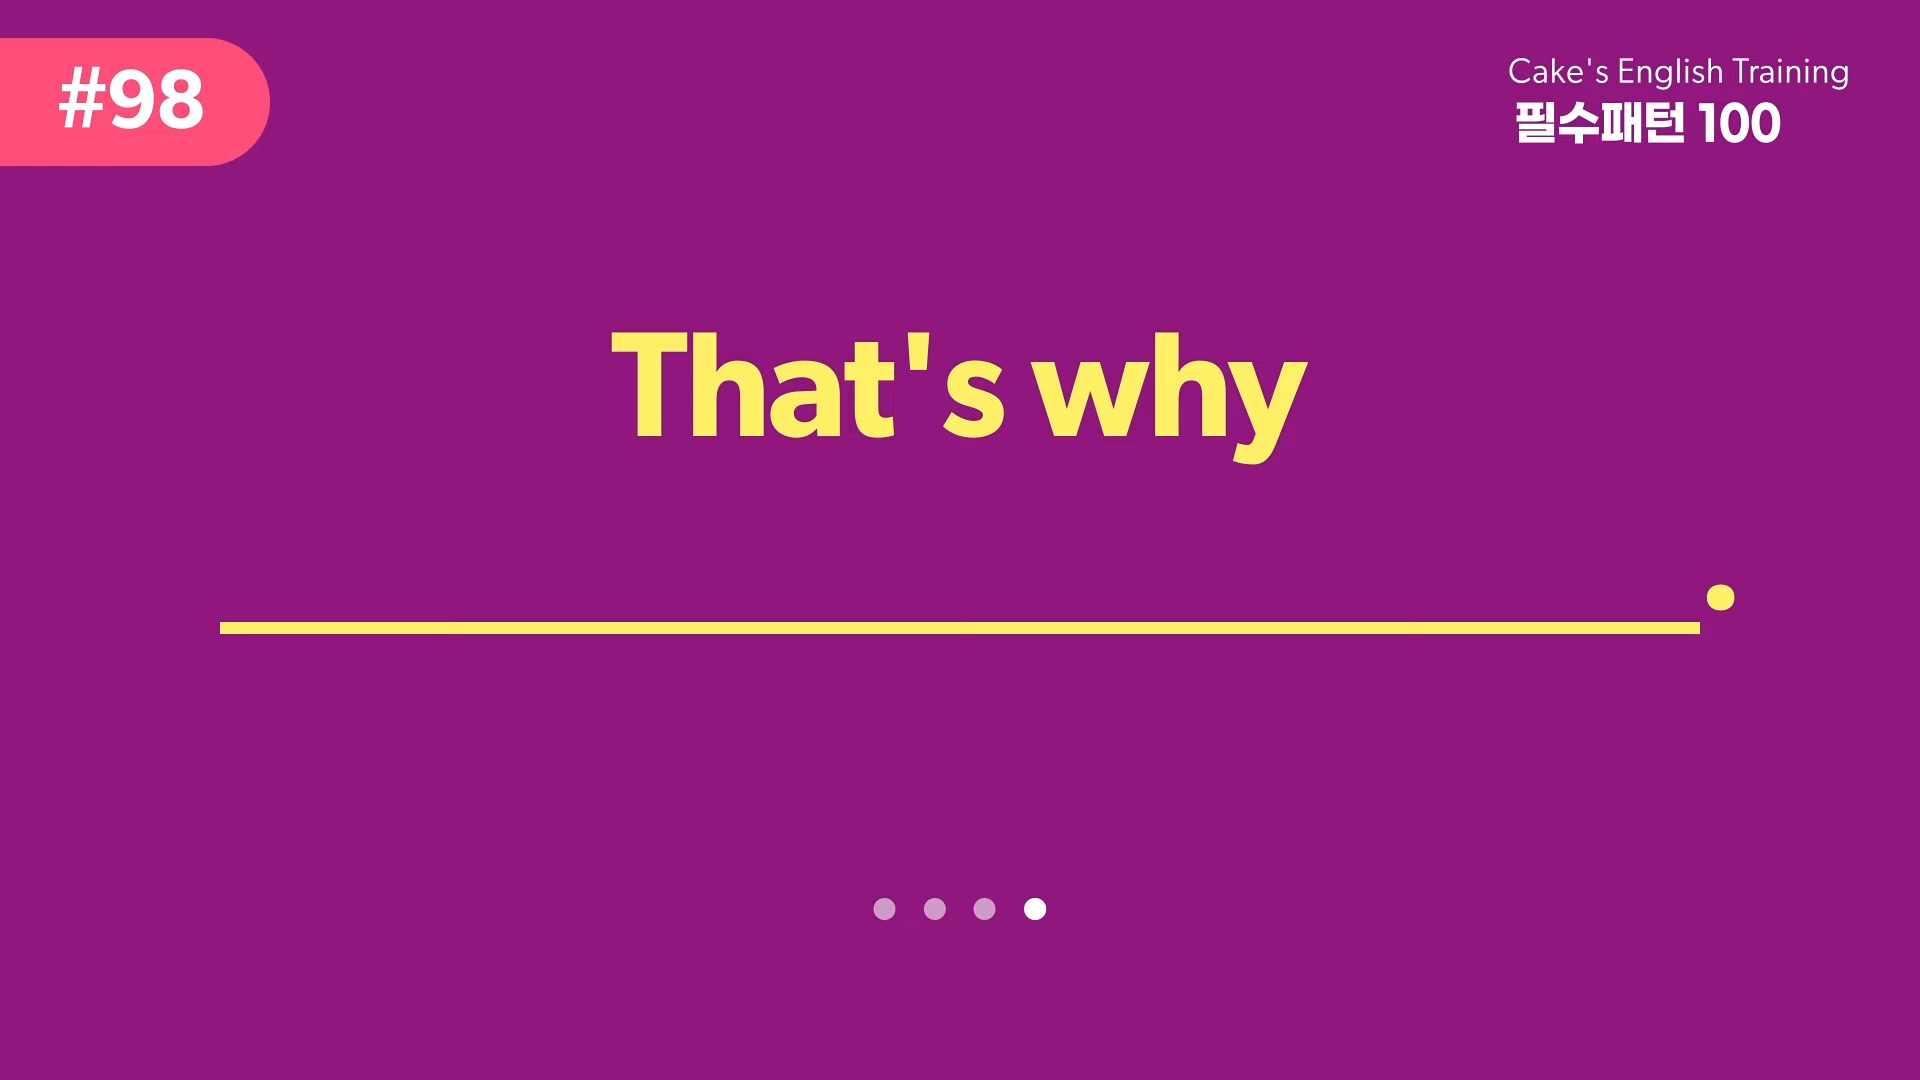 #98
Cake's English Training
필수패턴 100
That's why
.